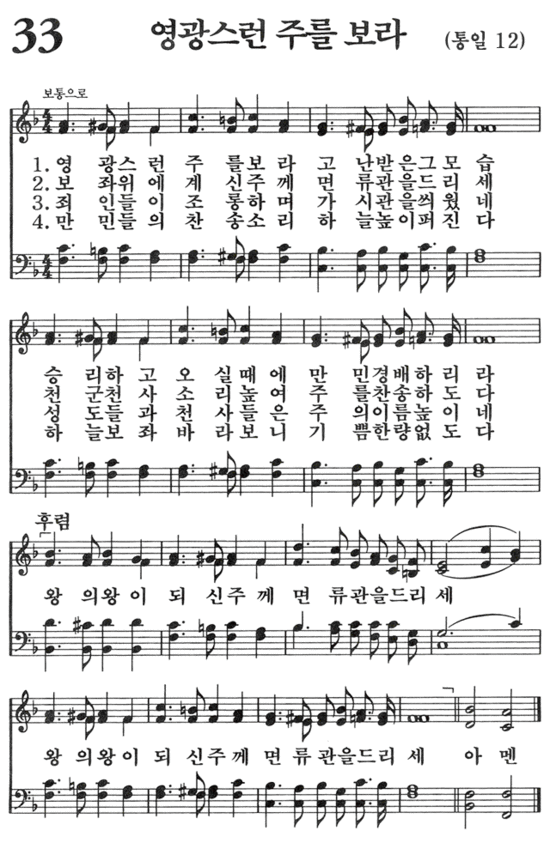 33 영광스런 주를 보라 (통일 12)
보통으로
1. 영 광스런 주 를보라 고 난받은그모 습
2. 보 좌위에계 신주께 면 류관을드리 세
3. 죄 인들이조 롱하며 가 시관을씌웠 네
4. 만 민들의찬 송소리 하 늘높이퍼진 다
승 리하고오 실때에 만 민경배하리 라
천 군천사소 리높여 주 를찬송하도 다
성 도들과천 사들은 주 의이름높이 네
하 늘보좌바 라보니 기 쁨한량없도 다
후렴
왕 의왕이 되 신주께 면 류관을드리 세
왕 의왕이 되 신주께 면 류관을드리 세 아 멘